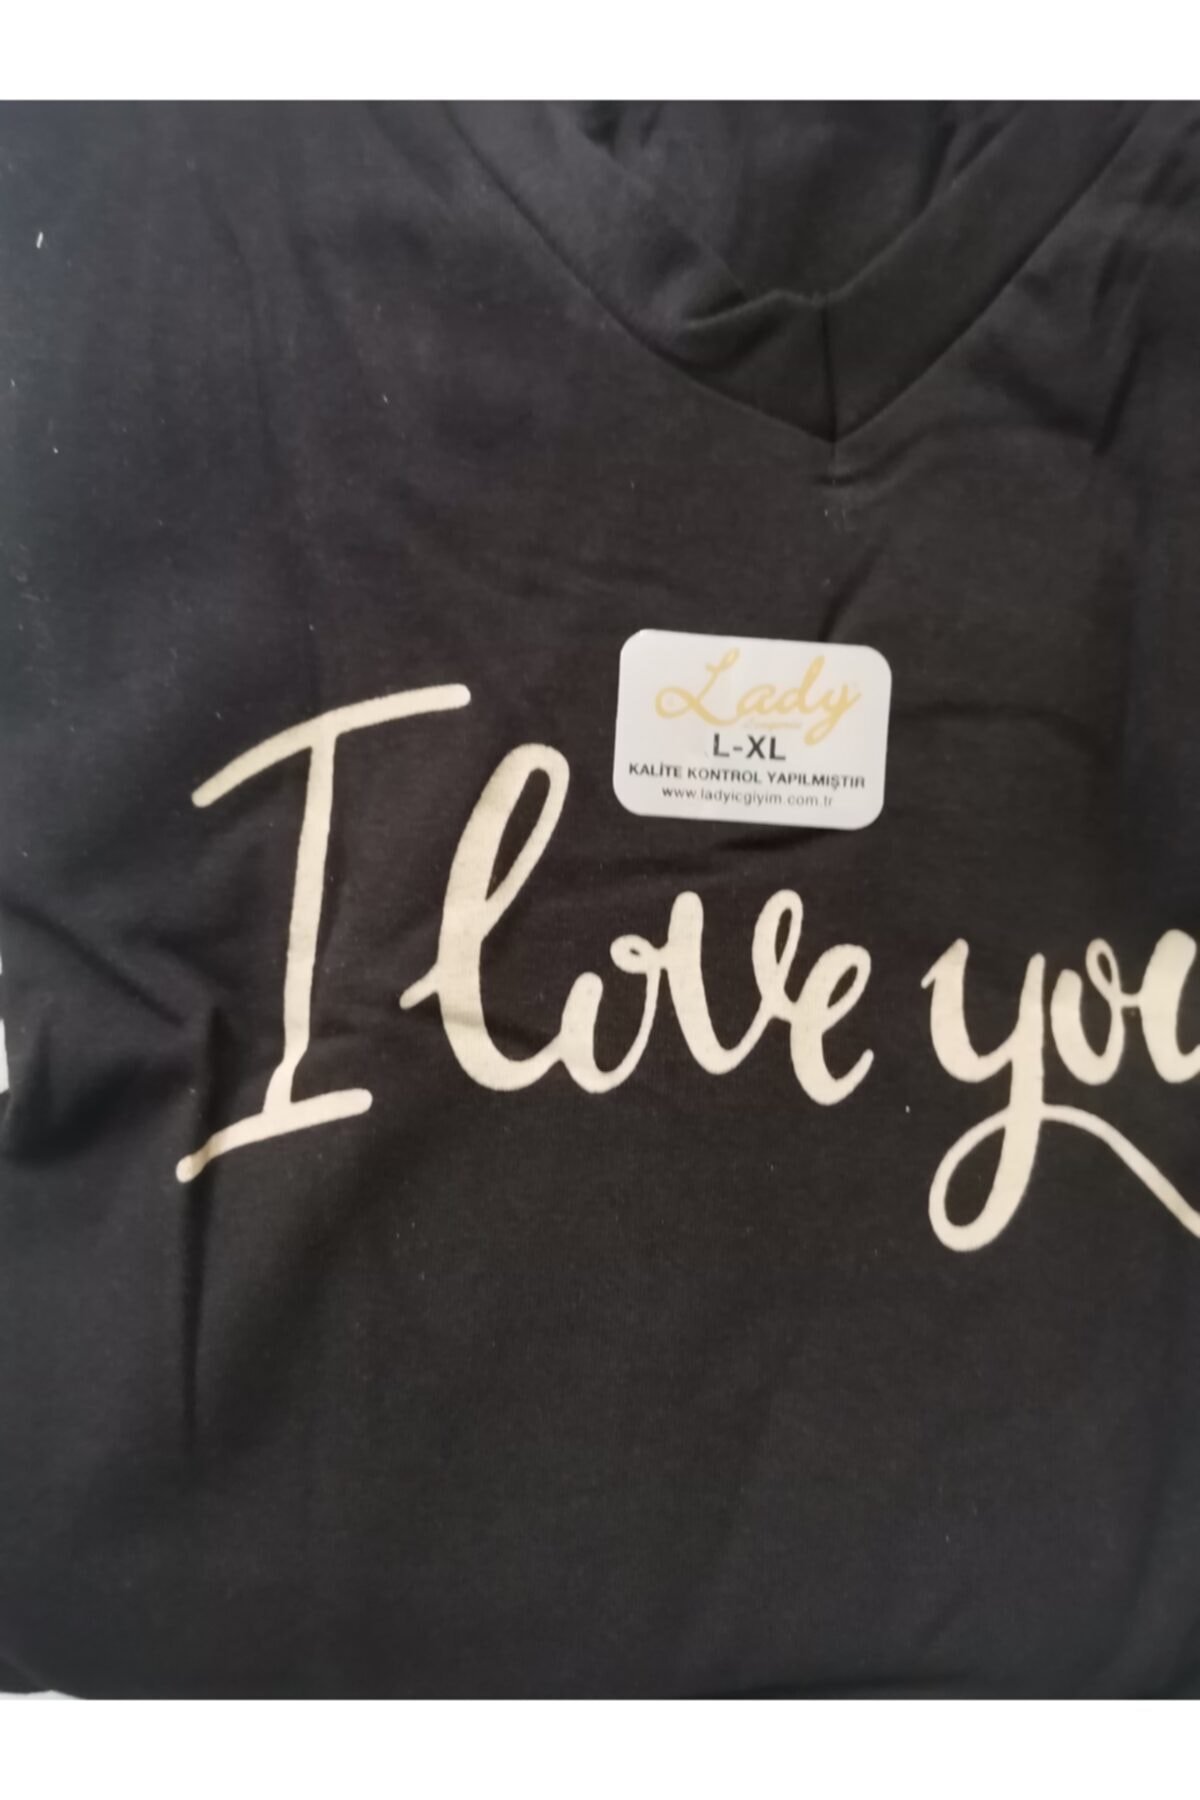 Lady
L-XL
KALİTE KONTROL YAPILMIŞTIR
www.ladyicgiyim.com.tr
I love you